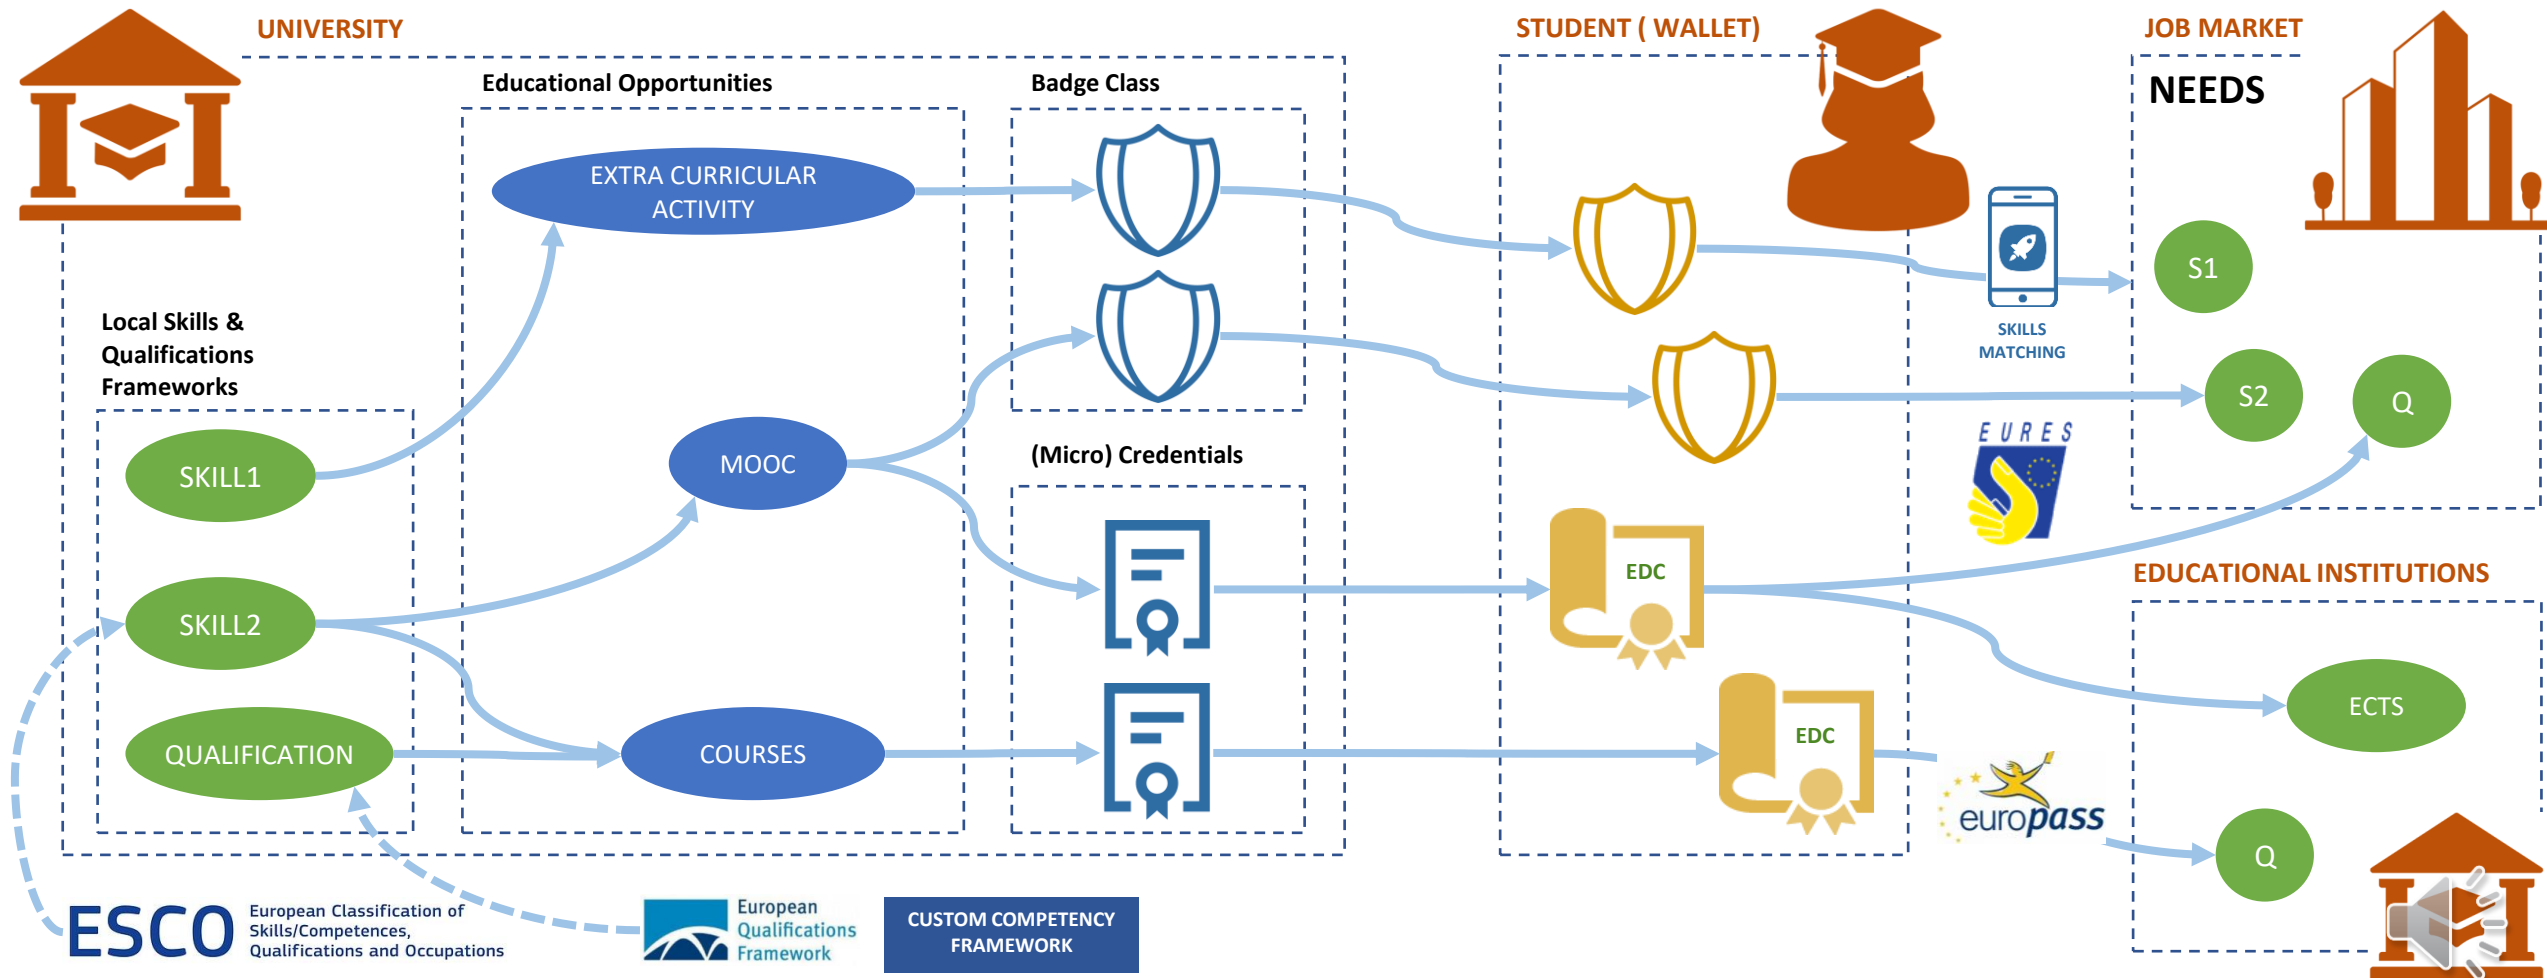 UNIVERSITY
STUDENT ( WALLET)
JOB MARKET
Educational Opportunities
Badge Class
NEEDS
EXTRA CURRICULAR
ACTIVITY
S1
Local Skills &
Qualifications
Frameworks
SKILLS
MATCHING
S2
Q
EURES
SKILL1
MOOC
(Micro) Credentials
EDC
EDUCATIONAL INSTITUTIONS
SKILL2
ECTS
QUALIFICATION
COURSES
EDC
europass
Q
ESCO
European Classification of
Skills/Competences,
Qualifications and Occupations
European
Qualifications
Framework
CUSTOM COMPETENCY
FRAMEWORK